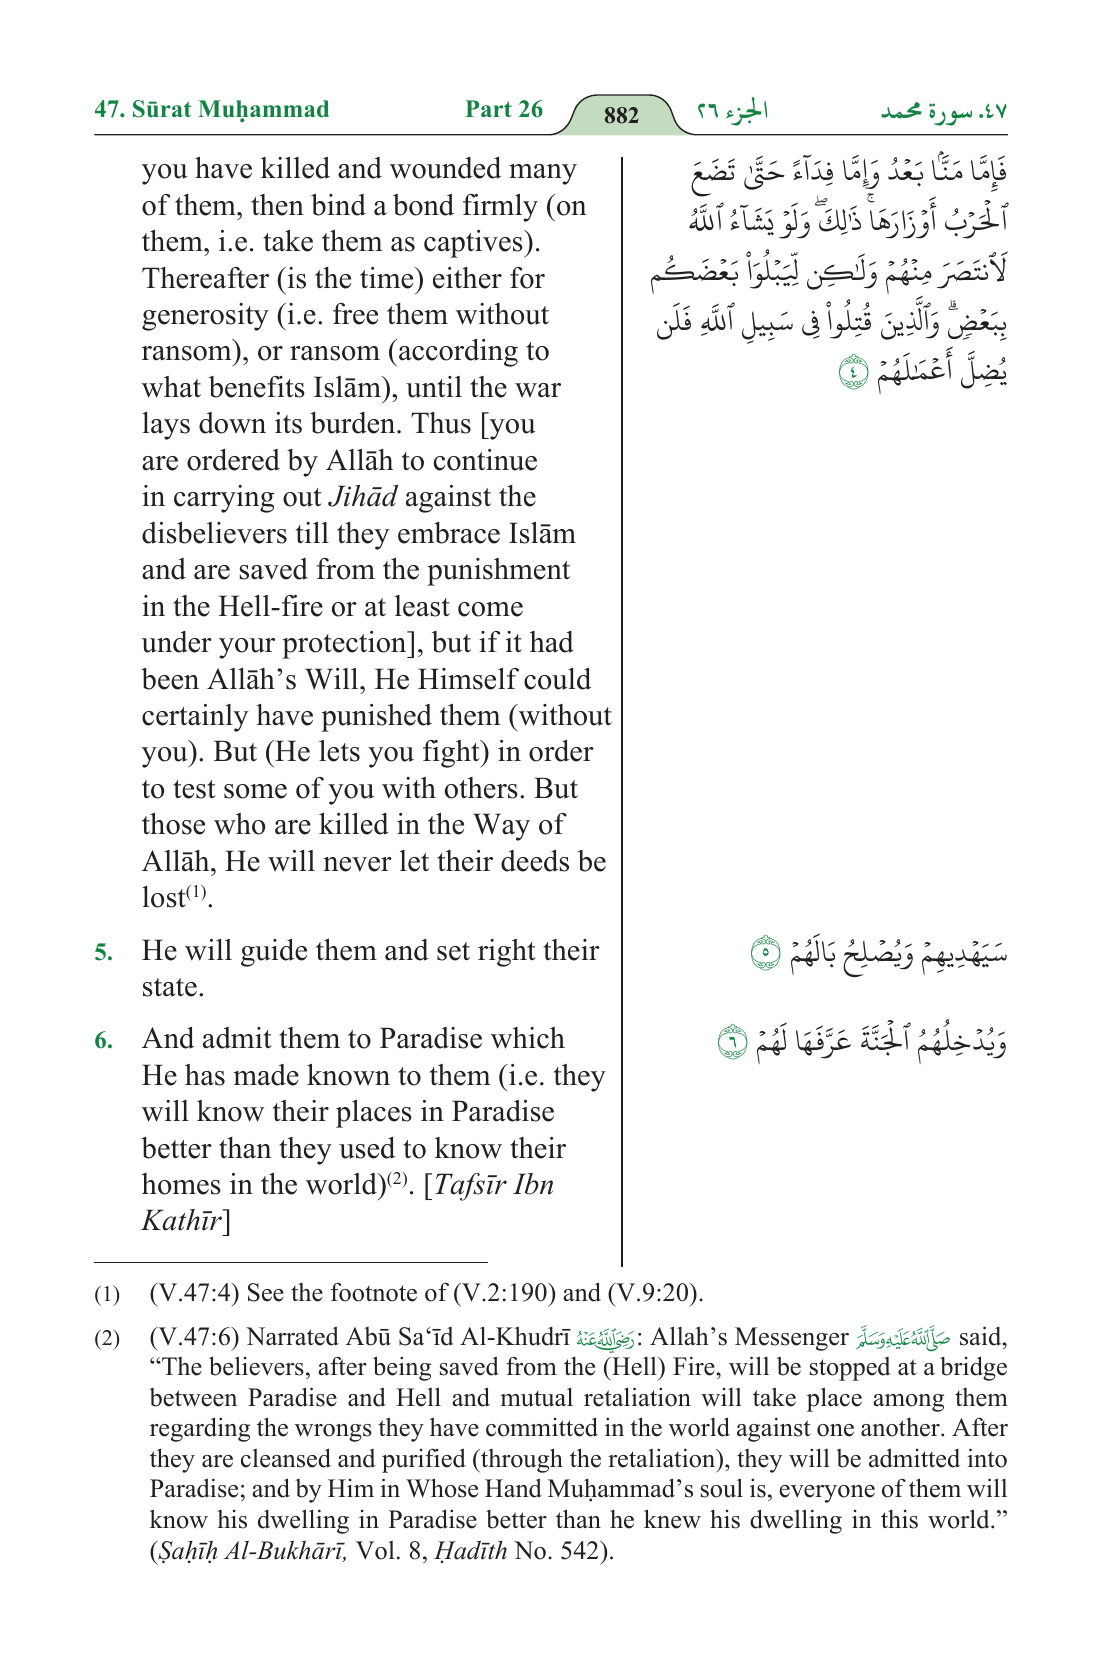 47. Sūrat Muḥammad Part 26 882 الجزء ٢٦ ٤٧. سورة محمد
you have killed and wounded many
of them, then bind a bond firmly (on
them, i.e. take them as captives).
Thereafter (is the time) either for
generosity (i.e. free them without
ransom), or ransom (according to
what benefits Islām), until the war
lays down its burden. Thus [you
are ordered by Allāh to continue
in carrying out Jihād against the
disbelievers till they embrace Islām
and are saved from the punishment
in the Hell-fire or at least come
under your protection], but if it had
been Allāh’s Will, He Himself could
certainly have punished them (without
you). But (He lets you fight) in order
to test some of you with others. But
those who are killed in the Way of
Allāh, He will never let their deeds be
lost(1).
فَإِمَّا مَنَّۢا بَعۡدُ وَإِمَّا فِدَآءً حَتَّىٰ تَضَعَ
ٱلۡحَرۡبُ أَوۡزَارَهَاۚ ذَٰلِكَۖ وَلَوۡ يَشَآءُ ٱللَّهُ
لَٱنتَصَرَ مِنۡهُمۡ وَلَٰكِن لِّيَبۡلُوَاْ بَعۡضَكُم
بِبَعۡضٖۗ وَٱلَّذِينَ قُتِلُواْ فِي سَبِيلِ ٱللَّهِ فَلَن
يُضِلَّ أَعۡمَٰلَهُمۡ ٤
5. He will guide them and set right their
state.
سَيَهۡدِيهِمۡ وَيُصۡلِحُ بَالَهُمۡ ٥
6. And admit them to Paradise which
He has made known to them (i.e. they
will know their places in Paradise
better than they used to know their
homes in the world)(2). [Tafsīr Ibn
Kathīr]
وَيُدۡخِلُهُمُ ٱلۡجَنَّةَ عَرَّفَهَا لَهُمۡ ٦
(1) (V.47:4) See the footnote of (V.2:190) and (V.9:20).
(2) (V.47:6) Narrated Abū Sa‘īd Al-Khudrī رَضِيَ اللَّهُ عَنْهُ: Allah’s Messenger صَلَّى اللَّهُ عَلَيْهِ وَسَلَّمَ said,
“The believers, after being saved from the (Hell) Fire, will be stopped at a bridge
between Paradise and Hell and mutual retaliation will take place among them
regarding the wrongs they have committed in the world against one another. After
they are cleansed and purified (through the retaliation), they will be admitted into
Paradise; and by Him in Whose Hand Muḥammad’s soul is, everyone of them will
know his dwelling in Paradise better than he knew his dwelling in this world.”
(Ṣaḥīḥ Al-Bukhārī, Vol. 8, Ḥadīth No. 542).